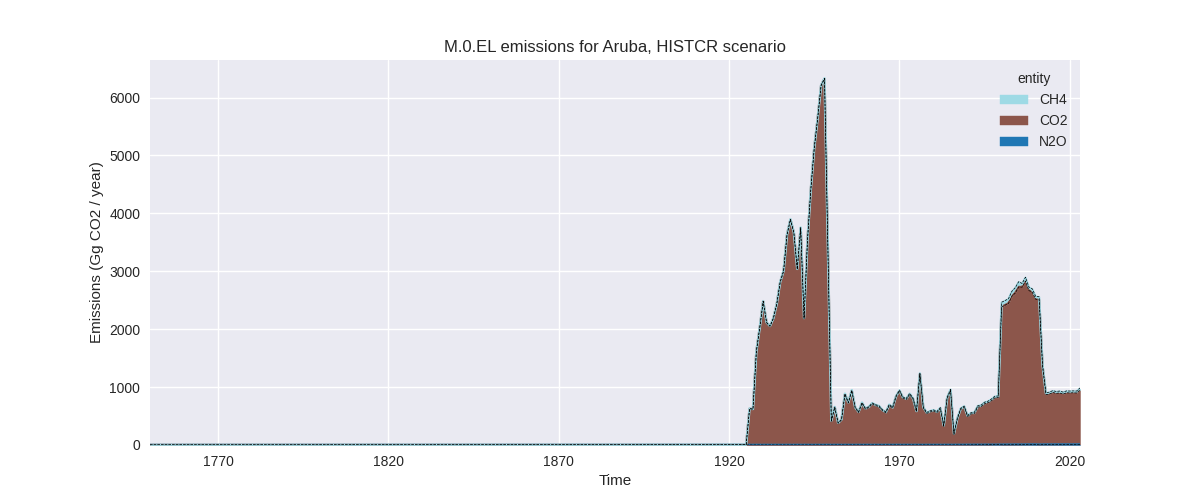 M.0.EL emissions for Aruba, HISTCR scenario
entity
CH4
CO2
N2O
Emissions (Gg CO2 / year)
6000
5000
4000
3000
2000
1000
0
1770
1820
1870
1920
1970
2020
Time